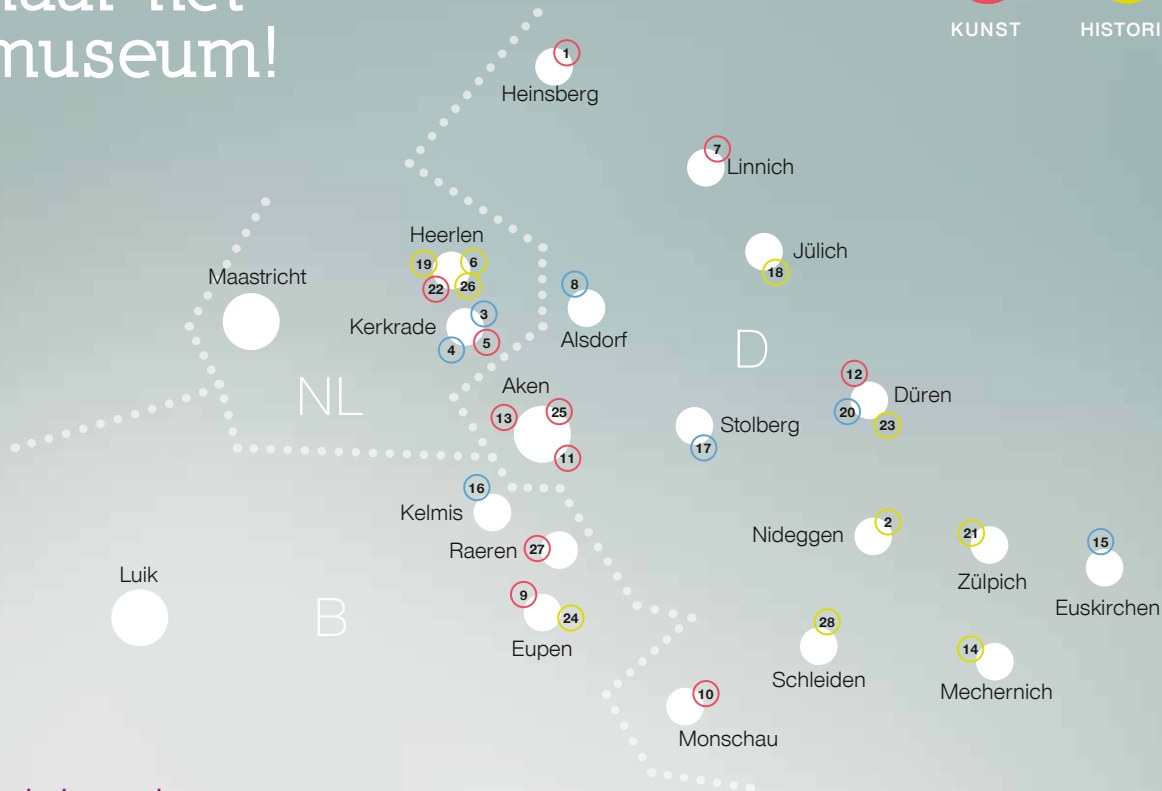 museum!
KUNST
1
Heinsberg
7
Linnich
Heerlen
19
6
22
26
Jülich
18
Maastricht
8
Alsdorf
Kerkrade
3
4
5
D
NL
Aken
13
25
11
12
Düren
20
23
Stolberg
17
16
Kelmis
Raeren
27
Nideggen
2
21
Zülpich
15
Euskirchen
Luik
B
9
24
Eupen
28
Schleiden
14
Mechernich
10
Monschau